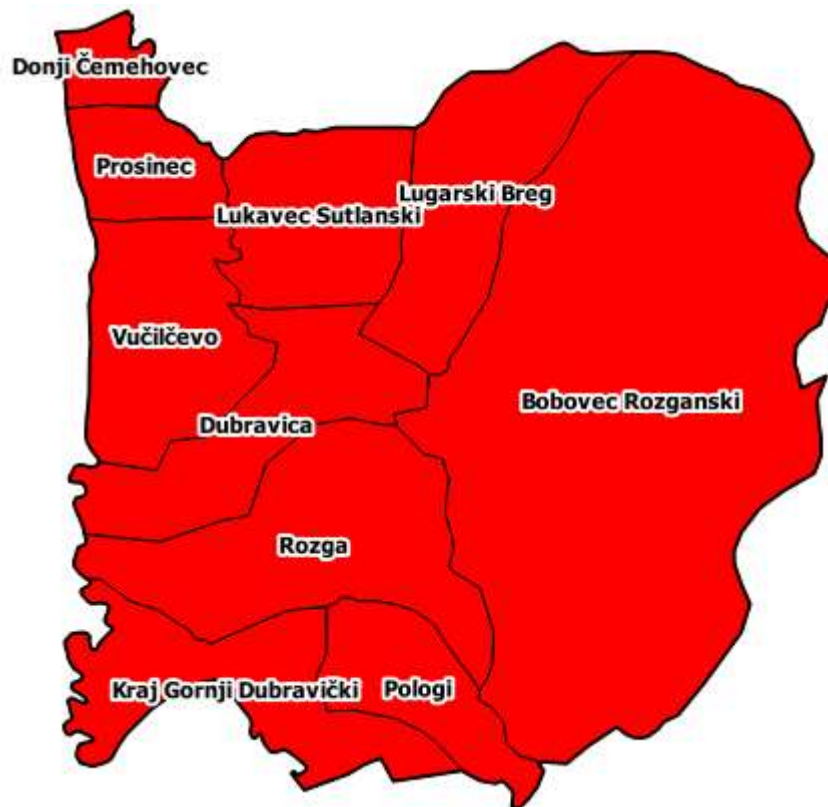 Donji Čemehovec
Prosinec
Lugarski Breg
Lukavec Sutlanski
Vučilčevo
Bobovec Rozganski
Dubravica
Rozga
Kraj Gornji Dubravički
Pologi